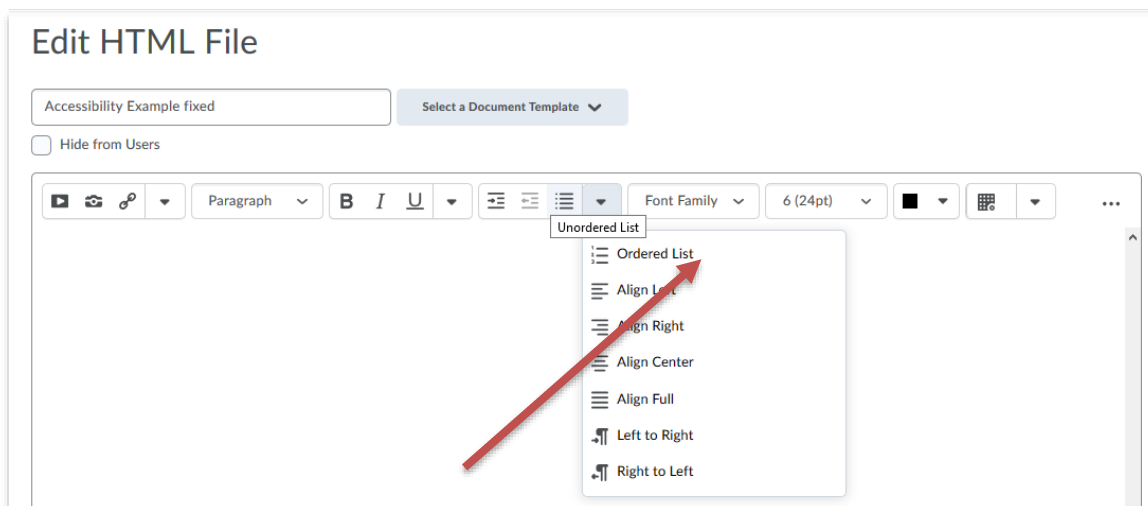 Edit HTML File
Accessibility Example fixed
Select a Document Template
Hide from Users
Paragraph B I U Font Family 6 (24pt) ...
Unordered List
Ordered List
Align Left
Align Right
Align Center
Align Full
Left to Right
Right to Left